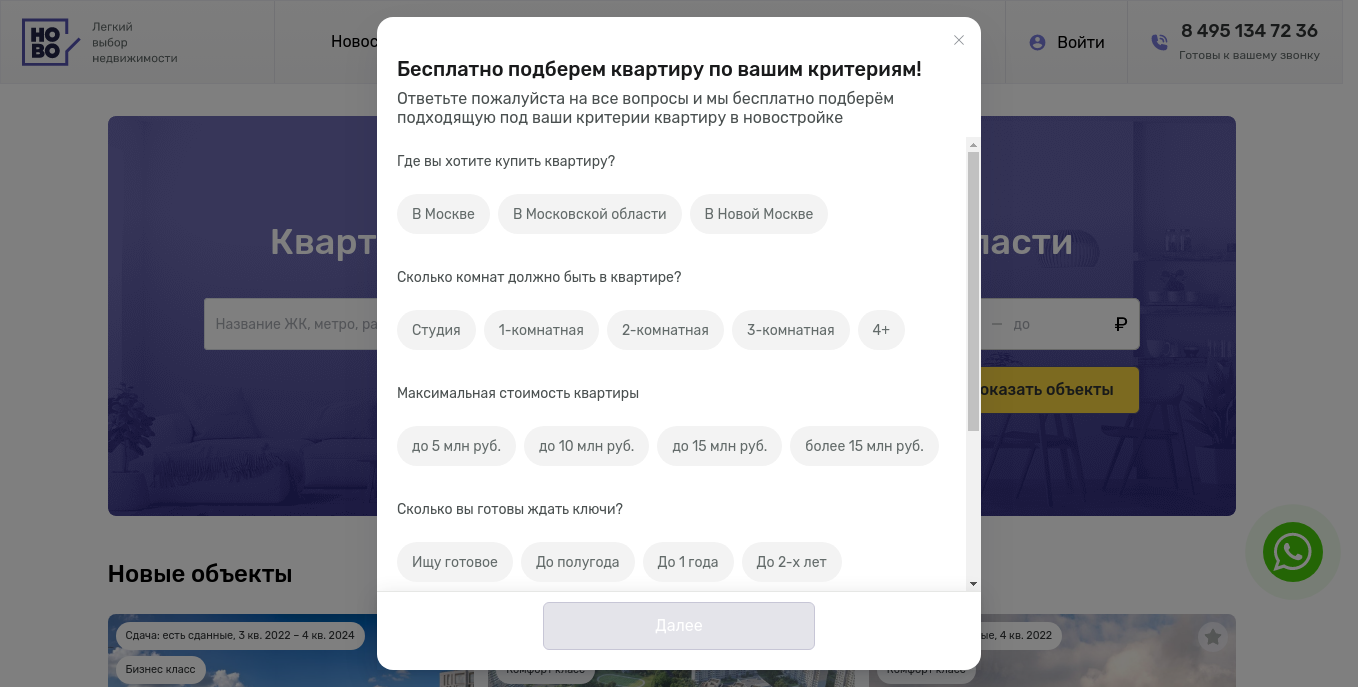 НО
ВО
Легкий
выбор
недвижимости
Войти
8 495 134 72 36
Готовы к вашему звонку
Бесплатно подберем квартиру по вашим критериям!
Ответьте пожалуйста на все вопросы и мы бесплатно подберём
подходящую под ваши критерии квартиру в новостройке
Где вы хотите купить квартиру?
В Москве
В Московской области
В Новой Москве
Сколько комнат должно быть в квартире?
Студия
1-комнатная
2-комнатная
3-комнатная
4+
Название ЖК, метро,
— до
₽
Максимальная стоимость квартиры
до 5 млн руб.
до 10 млн руб.
до 15 млн руб.
более 15 млн руб.
объекты
Сколько вы готовы ждать ключи?
Ищу готовое
До полугода
До 1 года
До 2-х лет
Далее
Новые объекты
Сдача: есть сданные, 3 кв. 2022 – 4 кв. 2024
Бизнес класс
Комфорт класс
4 кв. 2022
Комфорт класс